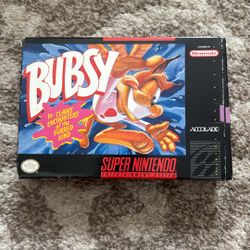 BUBSY
in: CLAWS
ENCOUNTERS
of the
FURRED
KIND
Nintendo
ACCOLADE
SUPER NINTENDO
ENTERTAINMENT SYSTEM